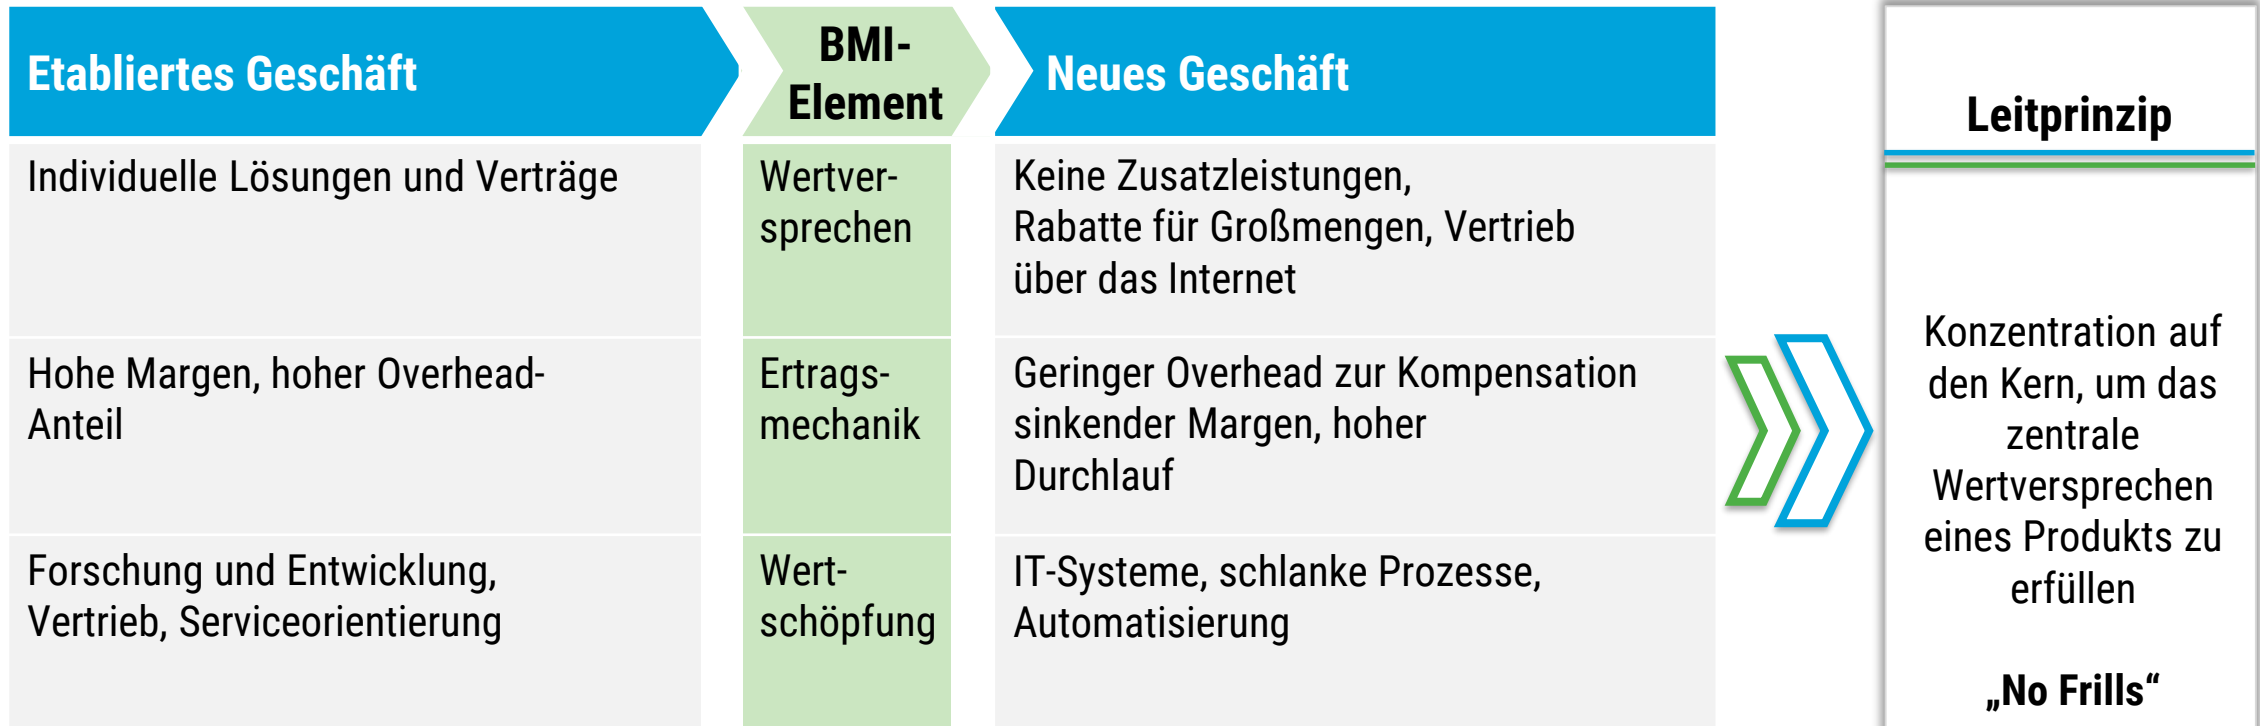 Etabliertes Geschäft
BMI-
Element
Neues Geschäft
Individuelle Lösungen und Verträge
Wertver-
sprechen
Keine Zusatzleistungen,
Rabatte für Großmengen, Vertrieb
über das Internet
Hohe Margen, hoher Overhead-
Anteil
Ertrags-
mechanik
Geringer Overhead zur Kompensation
sinkender Margen, hoher
Durchlauf
Forschung und Entwicklung,
Vertrieb, Serviceorientierung
Wert-
schöpfung
IT-Systeme, schlanke Prozesse,
Automatisierung
Leitprinzip
Konzentration auf
den Kern, um das
zentrale
Wertversprechen
eines Produkts zu
erfüllen
„No Frills“